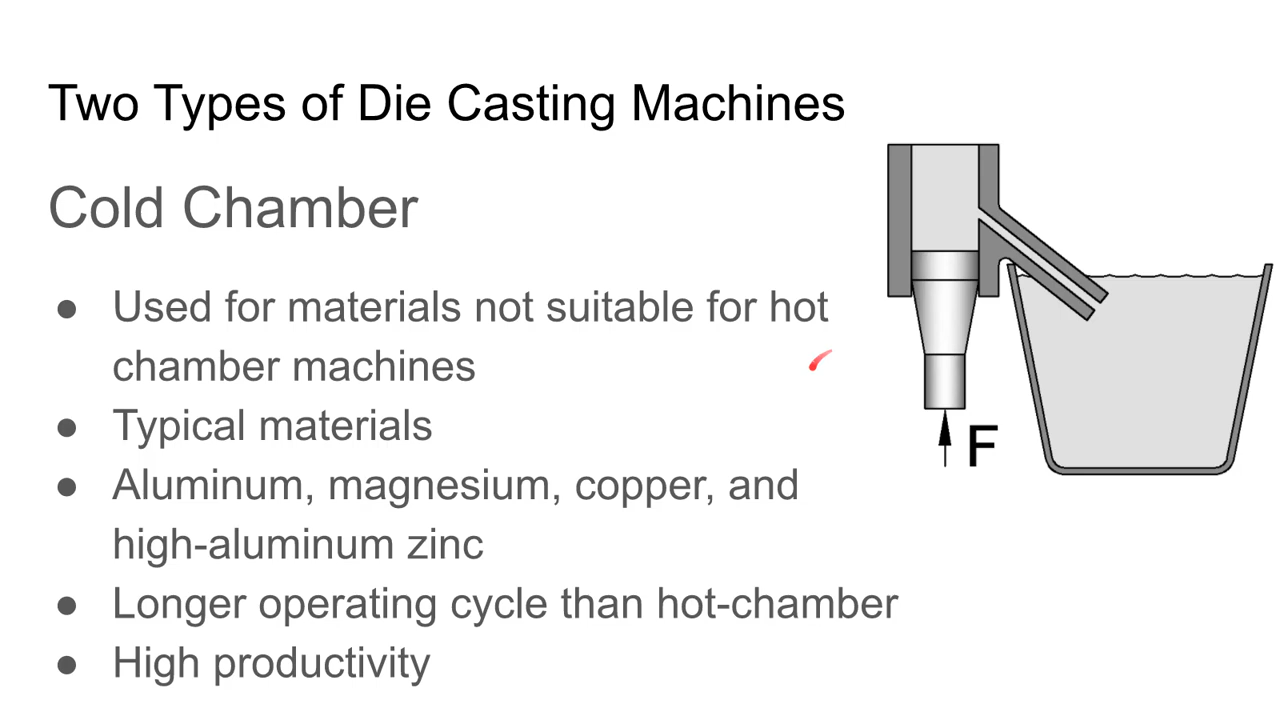 Two Types of Die Casting Machines
Cold Chamber
● Used for materials not suitable for hot
chamber machines
● Typical materials
● Aluminum, magnesium, copper, and
high-aluminum zinc
● Longer operating cycle than hot-chamber
● High productivity
F